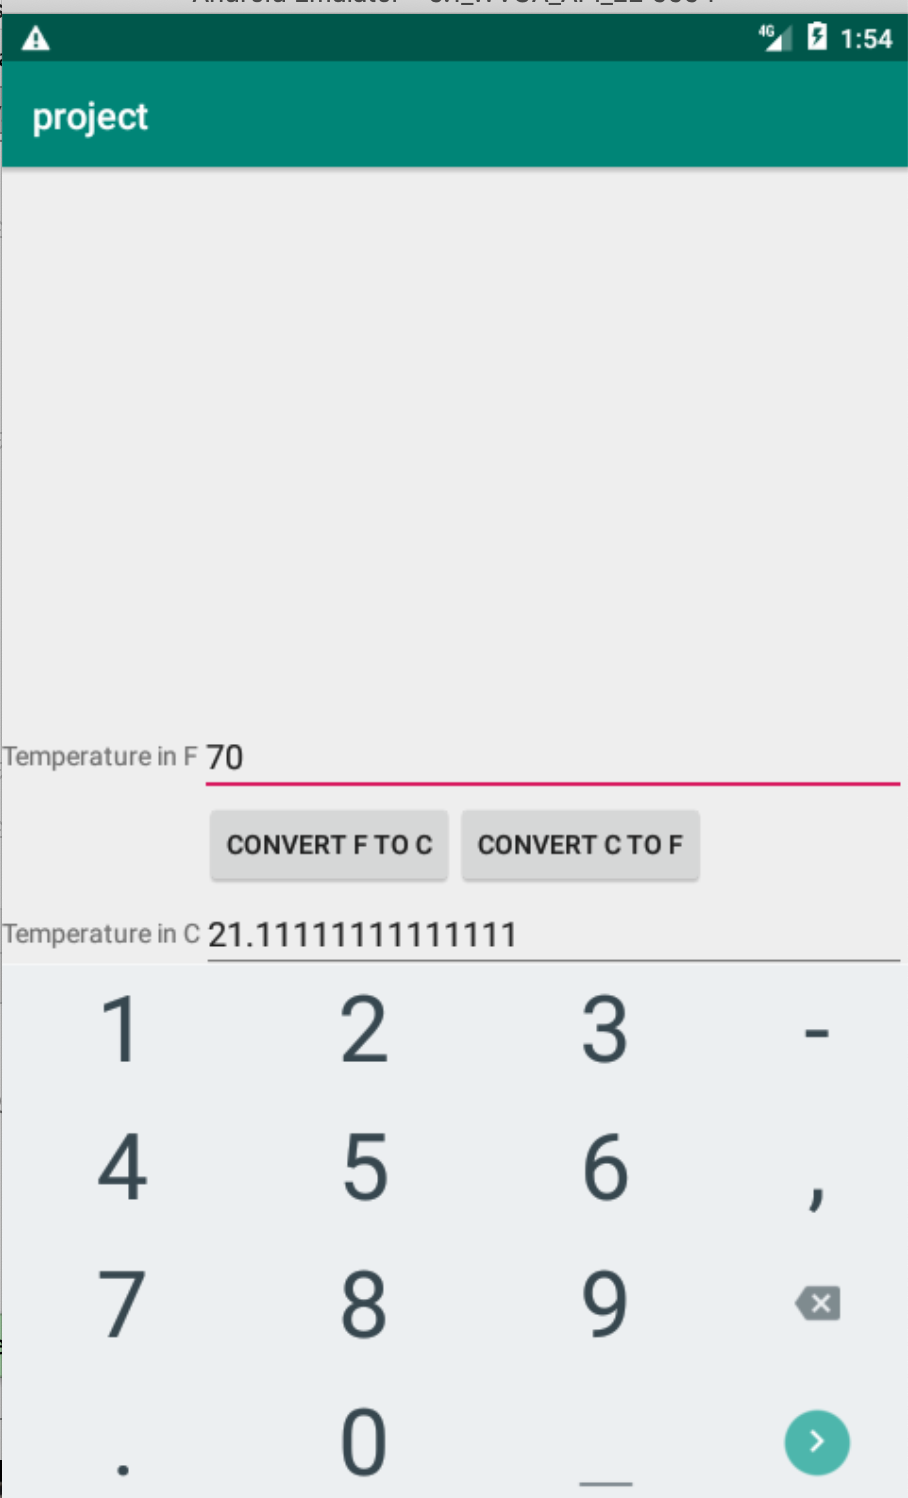 4G 1:54
project
Temperature in F 70
CONVERT F TO C CONVERT C TO F
Temperature in C 21.11111111111111
1 2 3 -
4 5 6 ,
7 8 9
. 0 _